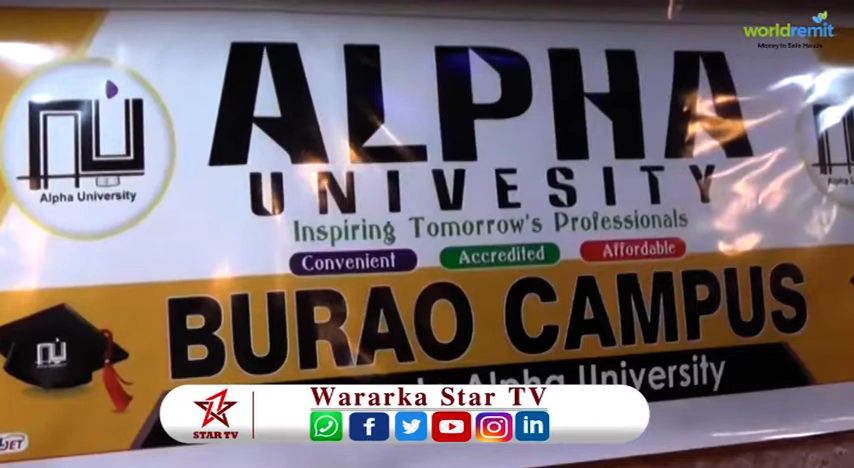 worldremit
Money in Safe Hands
Alpha University
ALPHA
UNIVESITY
Inspiring Tomorrow's Professionals
Convenient Accredited Affordable
BURAO CAMPUS
Alpha University
JET
Wararka Star TV
STAR TV